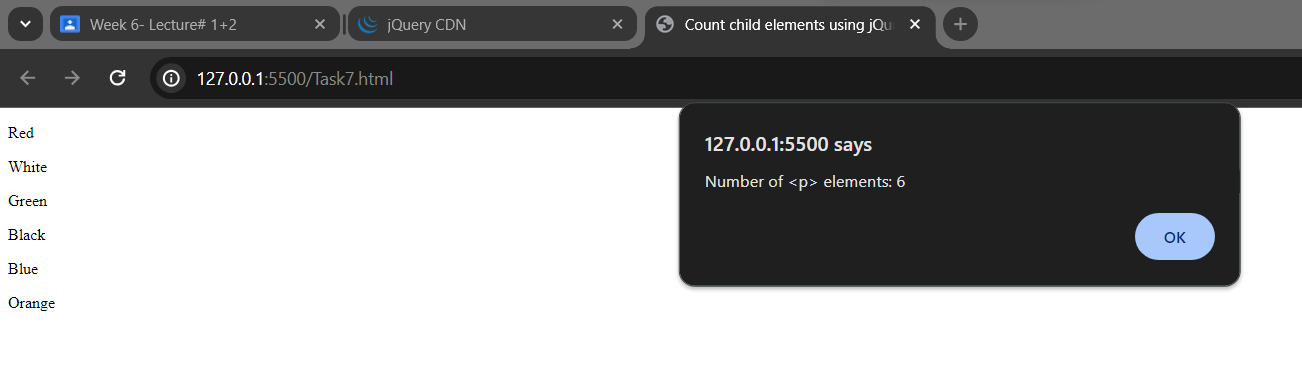 Week 6- Lecture# 1+2
jQuery CDN
Count child elements using jQu
127.0.0.1:5500/Task7.html
Red
White
Green
Black
Blue
Orange
127.0.0.1:5500 says
Number of <p> elements: 6
OK